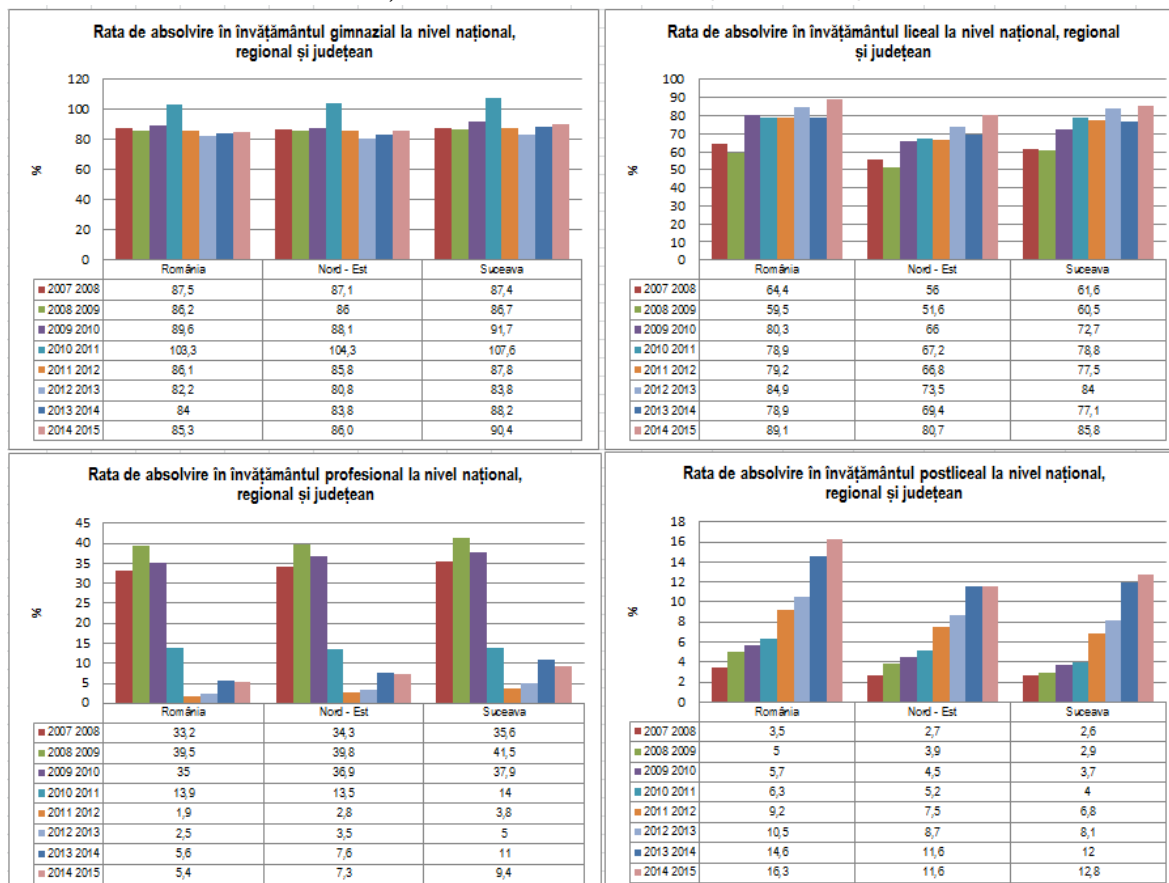 Rata de absolvire în învățământul gimnazial la nivel național,
regional și județean
120
100
80
60
40
20
0
%
România Nord - Est Suceava
2007 2008 87,5 87,1 87,4
2008 2009 86,2 86 86,7
2009 2010 89,6 88,1 91,7
2010 2011 103,3 104,3 107,6
2011 2012 86,1 85,8 87,8
2012 2013 82,2 80,8 83,8
2013 2014 84 83,8 88,2
2014 2015 85,3 86,0 90,4
Rata de absolvire în învățământul liceal la nivel național, regional
și județean
100
90
80
70
60
50
40
30
20
10
0
%
România Nord - Est Suceava
2007 2008 64,4 56 61,6
2008 2009 59,5 51,6 60,5
2009 2010 80,3 66 72,7
2010 2011 78,9 67,2 78,8
2011 2012 79,2 66,8 77,5
2012 2013 84,9 73,5 84
2013 2014 78,9 69,4 77,1
2014 2015 89,1 80,7 85,8
Rata de absolvire în învățământul profesional la nivel național,
regional și județean
45
40
35
30
25
20
15
10
5
0
%
România Nord - Est Suceava
2007 2008 33,2 34,3 35,6
2008 2009 39,5 39,8 41,5
2009 2010 35 36,9 37,9
2010 2011 13,9 13,5 14
2011 2012 1,9 2,8 3,8
2012 2013 2,5 3,5 5
2013 2014 5,6 7,6 11
2014 2015 5,4 7,3 9,4
Rata de absolvire în învățământul postliceal la nivel național,
regional și județean
18
16
14
12
10
8
6
4
2
0
%
România Nord - Est Suceava
2007 2008 3,5 2,7 2,6
2008 2009 5 3,9 2,9
2009 2010 5,7 4,5 3,7
2010 2011 6,3 5,2 4
2011 2012 9,2 7,5 6,8
2012 2013 10,5 8,7 8,1
2013 2014 14,6 11,6 12
2014 2015 16,3 11,6 12,8